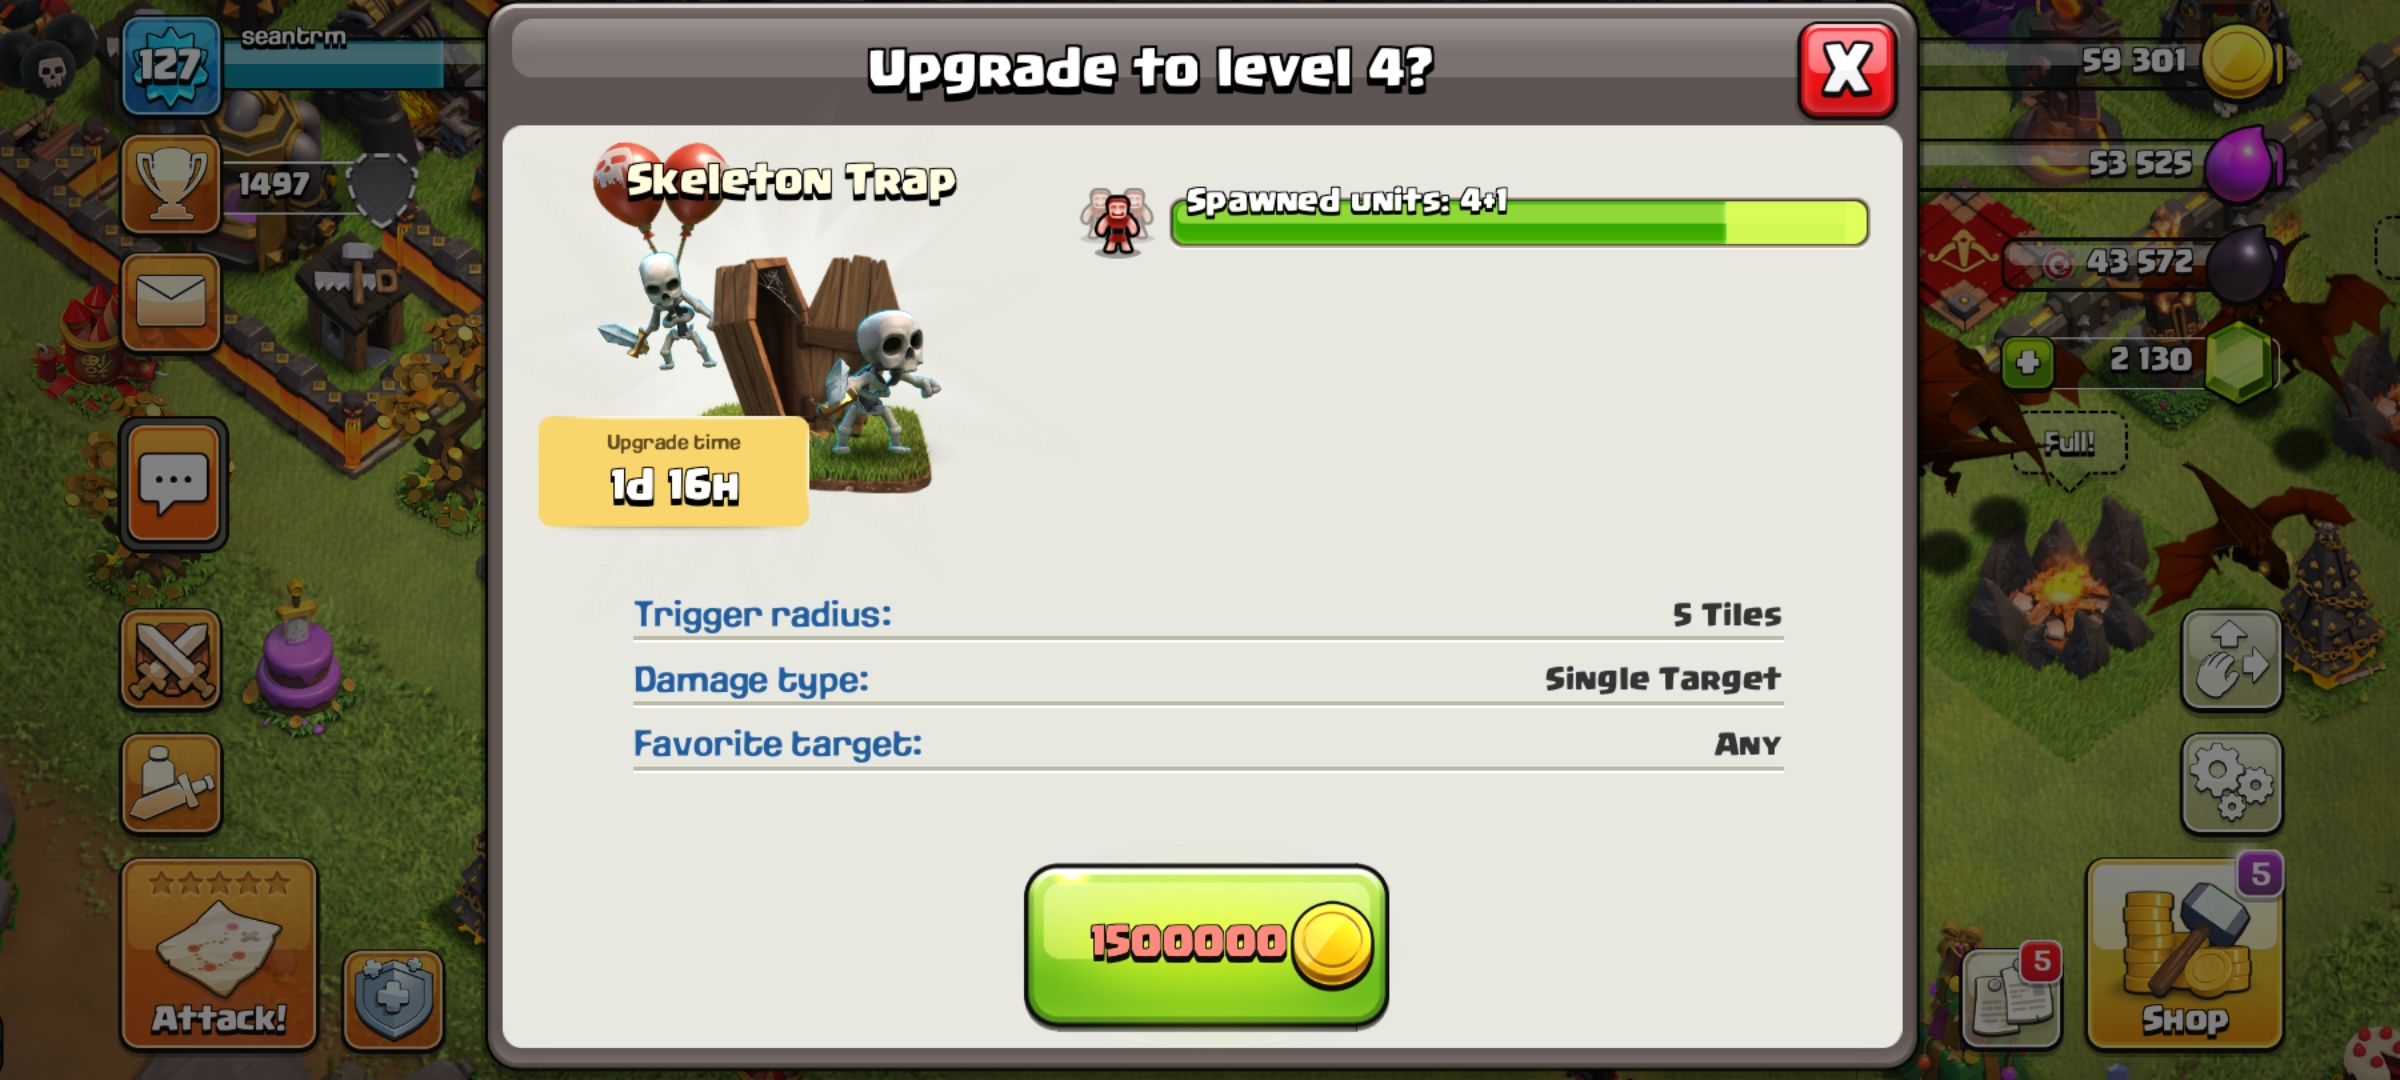 Upgrade to level 4?
X
127
seantrm
1497
59 301
53 525
43 572
2 130
Full!
Skeleton Trap
Spawned units: 4+1
Upgrade time
1d 16H
Trigger radius: 5 Tiles
Damage type: Single Target
Favorite target: Any
1500000
Attack!
5
5
Shop